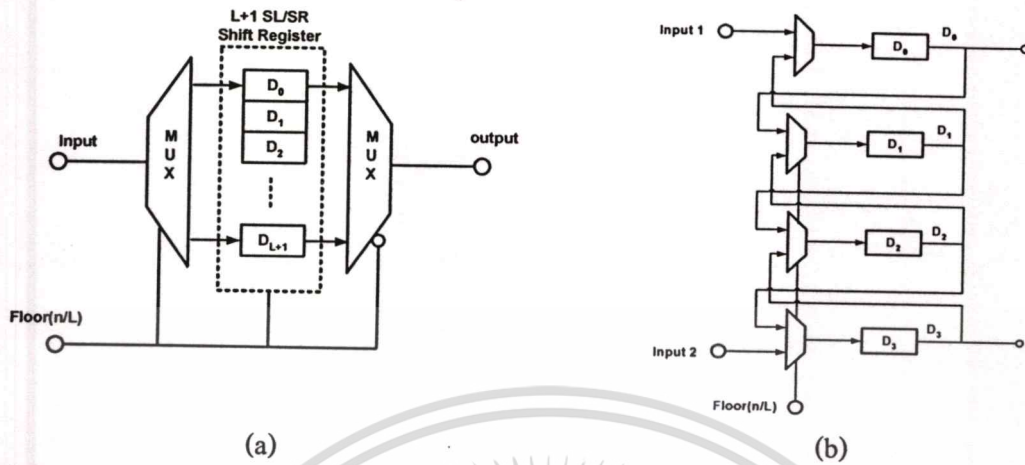 L+1 SL/SR
Shift Register
MUX
Input
D₀
D₁
D₂
D_{L+1}
MUX
output
Floor(n/L)
(a)
Input 1
D₀
D₀
D₁
D₁
D₂
D₂
Input 2
D₃
D₃
Floor(n/L)
(b)